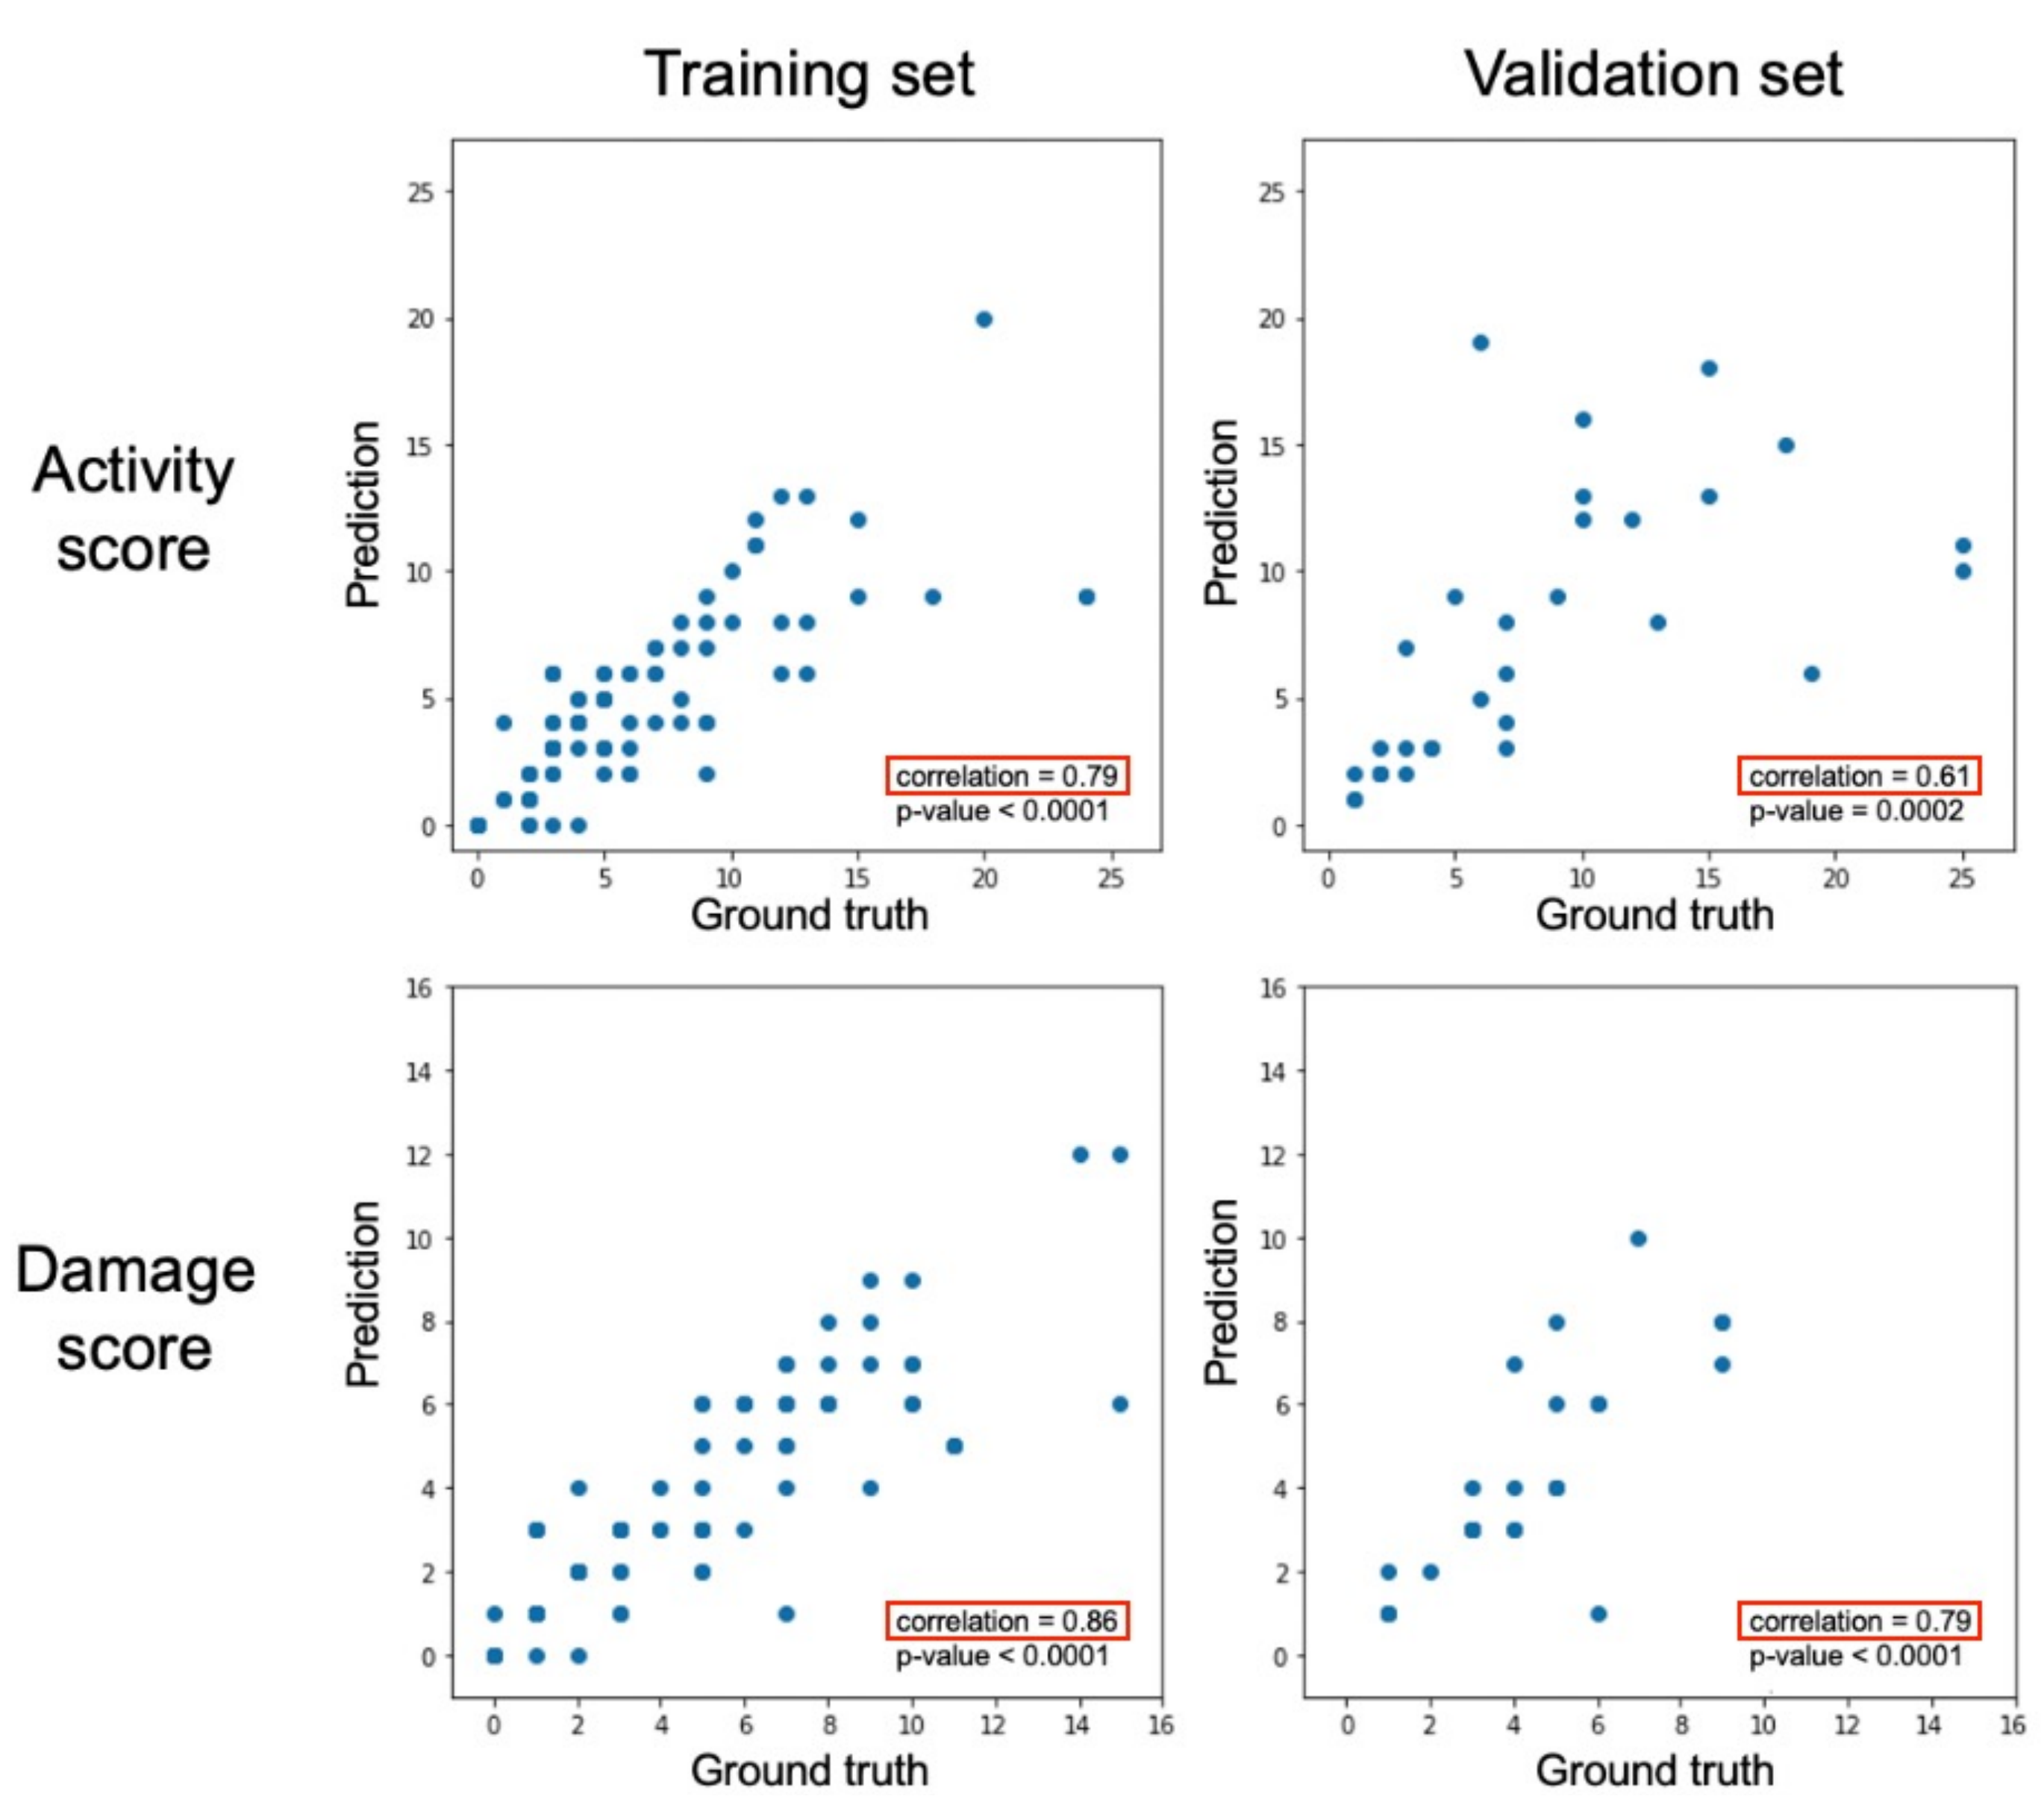 Training set
Validation set
Activity
score
Prediction
25
20
15
10
5
0
0 5 10 15 20 25
Ground truth
correlation = 0.79
p-value < 0.0001
Prediction
25
20
15
10
5
0
0 5 10 15 20 25
Ground truth
correlation = 0.61
p-value = 0.0002
Damage
score
Prediction
16
14
12
10
8
6
4
2
0
0 2 4 6 8 10 12 14 16
Ground truth
correlation = 0.86
p-value < 0.0001
Prediction
16
14
12
10
8
6
4
2
0
0 2 4 6 8 10 12 14 16
Ground truth
correlation = 0.79
p-value < 0.0001